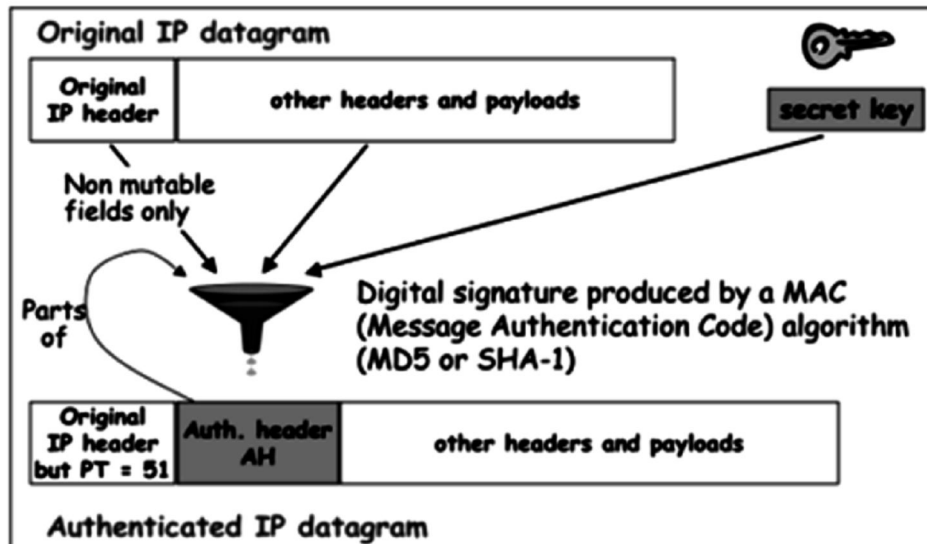 Original IP datagram
Original
IP header
other headers and payloads
secret key
Non mutable
fields only
Parts
of
Digital signature produced by a MAC
(Message Authentication Code) algorithm
(MD5 or SHA-1)
Original
IP header
but PT = 51
Auth. header
AH
other headers and payloads
Authenticated IP datagram